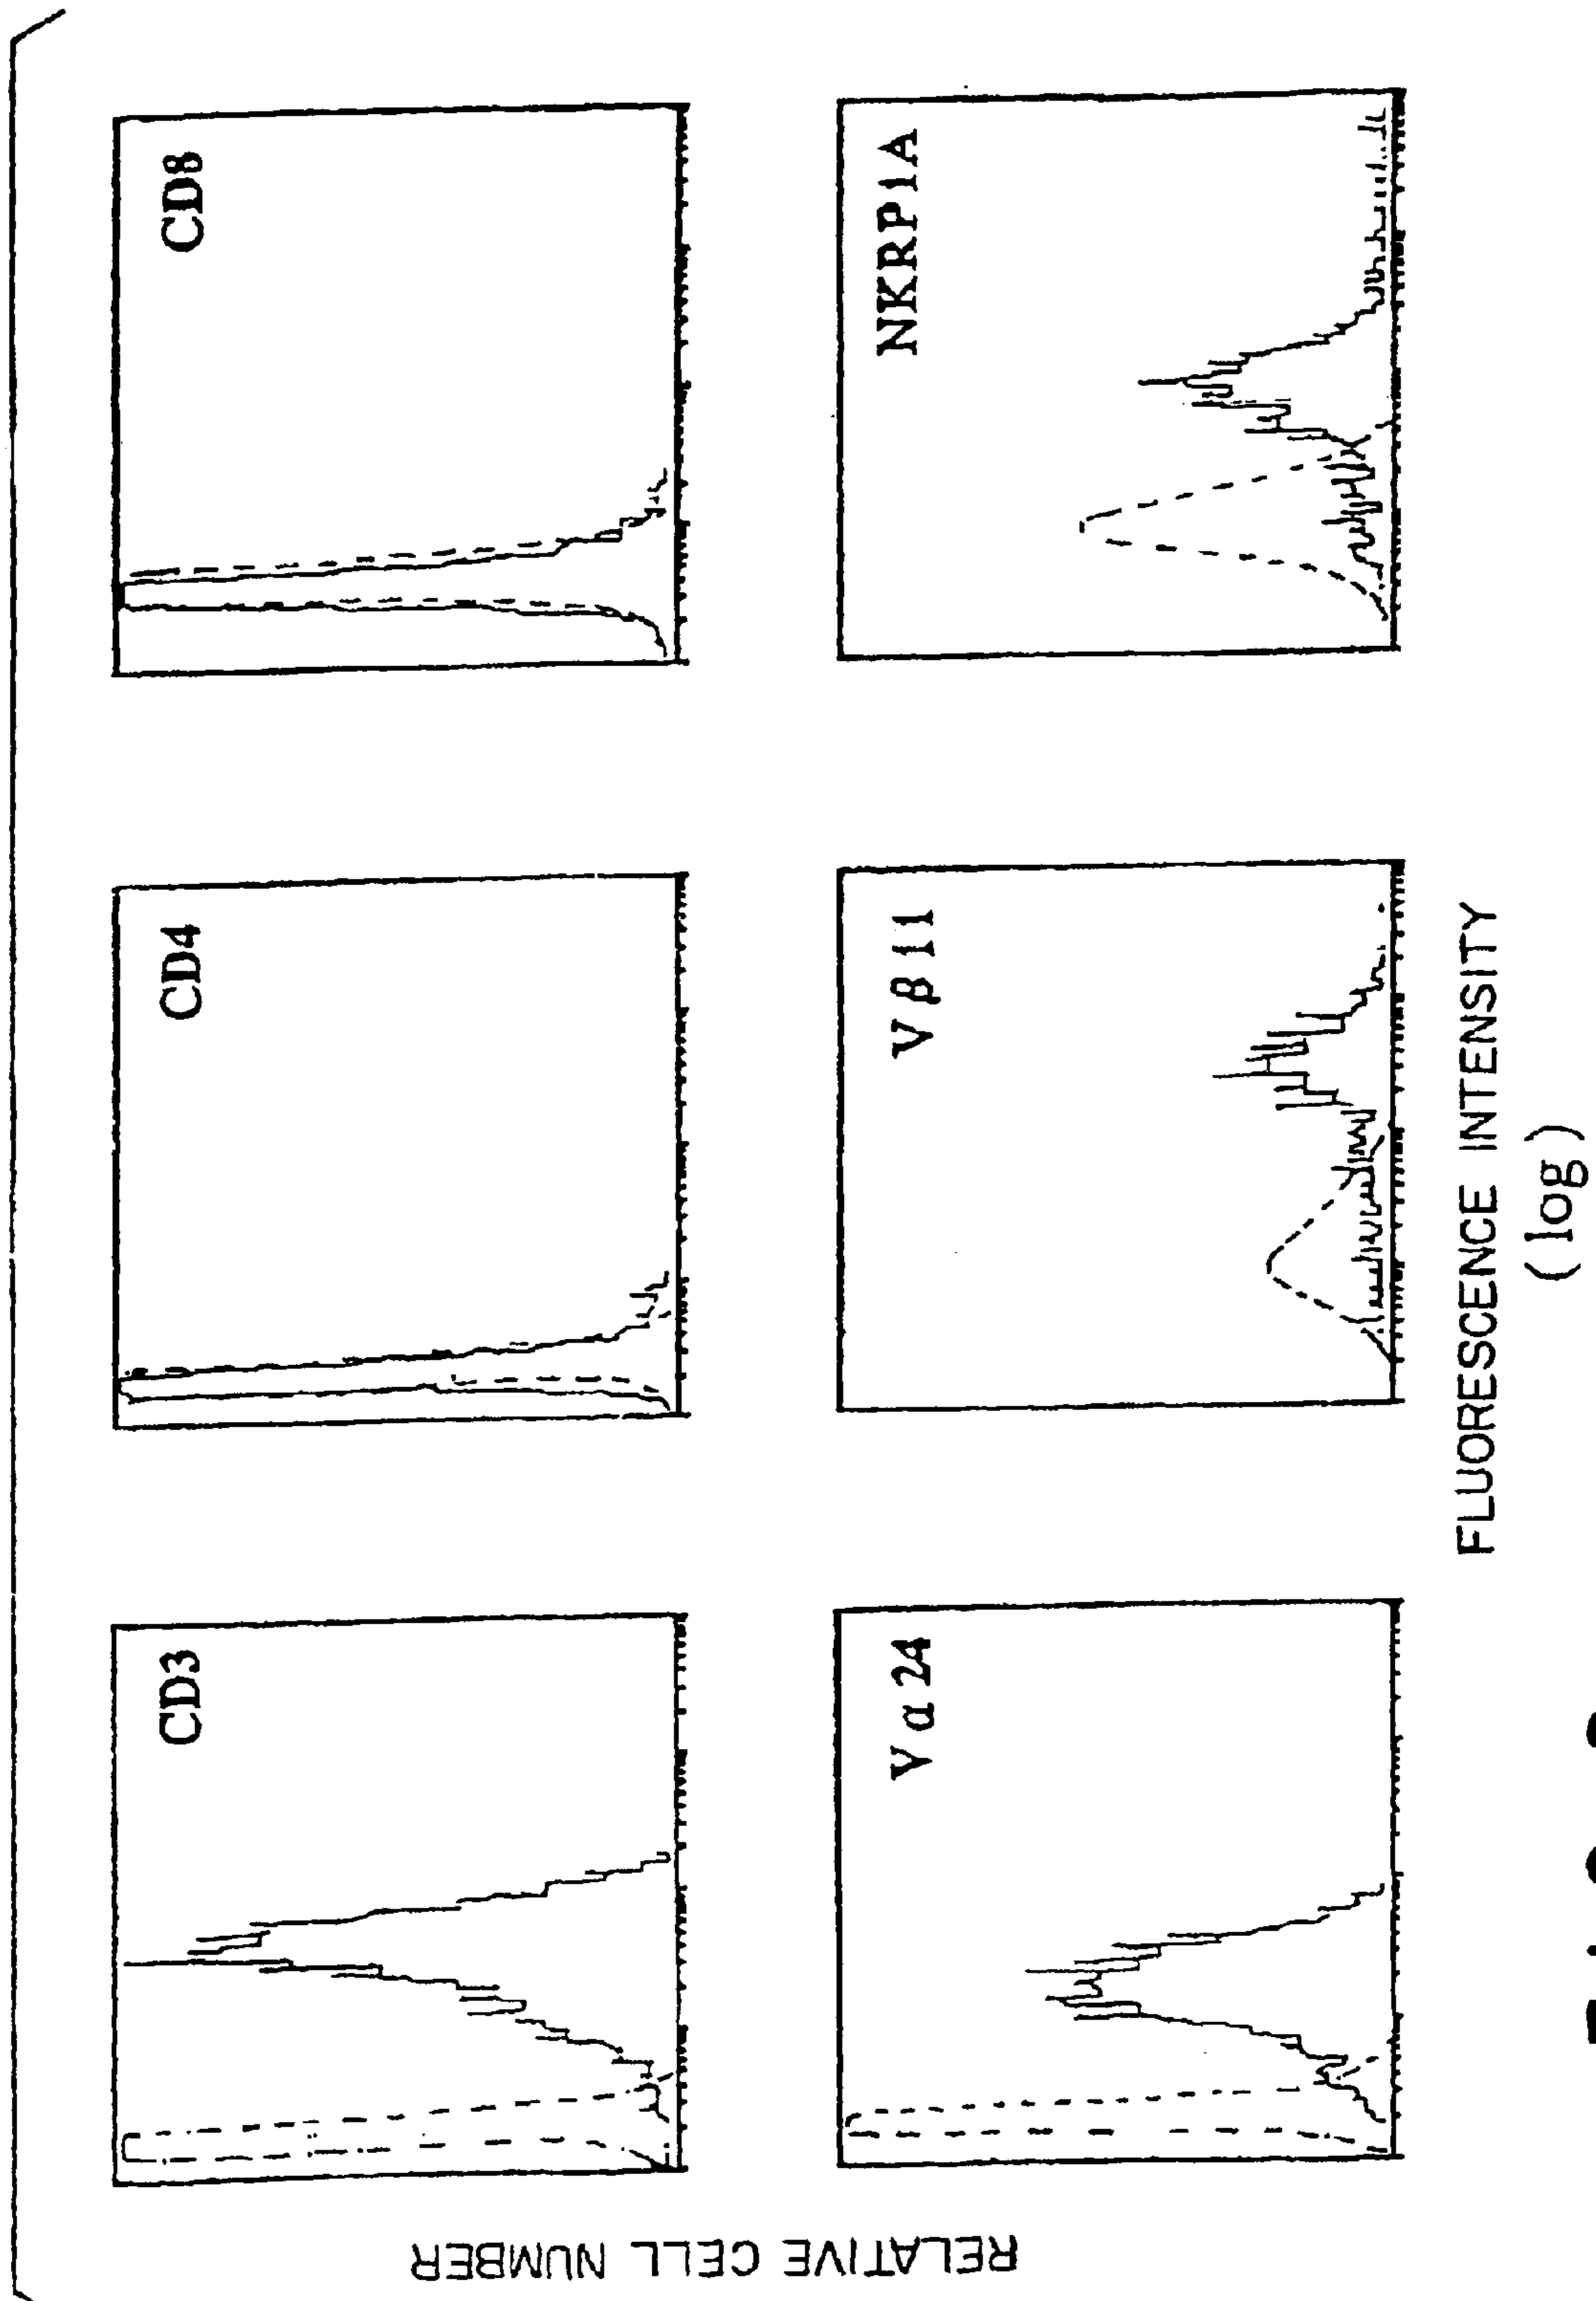 CD3
CD4
CD8
Vα24
Vβ11
NKRP1A
RELATIVE CELL NUMBER
FLUORESCENCE INTENSITY
(log)